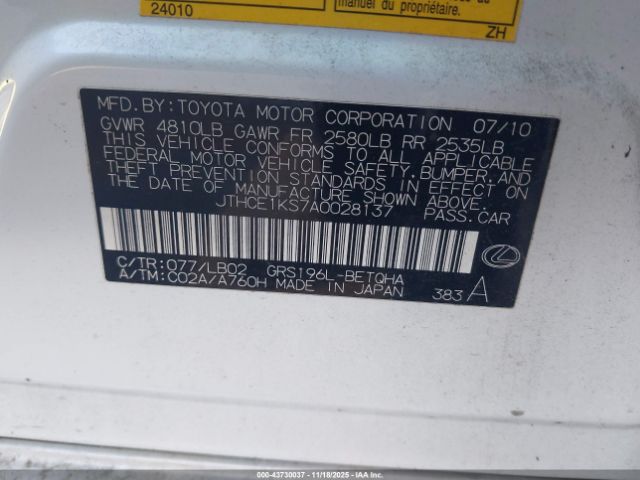 24010
manuel du propriétaire.
ZH
MFD. BY: TOYOTA MOTOR CORPORATION 07/10
GVWR 4810LB GAWR FR 2580LB RR 2535LB
THIS VEHICLE CONFORMS TO ALL APPLICABLE
FEDERAL MOTOR VEHICLE SAFETY, BUMPER, AND
THEFT PREVENTION STANDARDS IN EFFECT ON
THE DATE OF MANUFACTURE SHOWN ABOVE.
JTHCE1KS7A0028137 PASS. CAR
C/TR: 077/LB02 GRS196L-BETQHA
A/TM: C02A/A760H MADE IN JAPAN 383 A
000-43730037 - 11/18/2025 - IAAI.COM